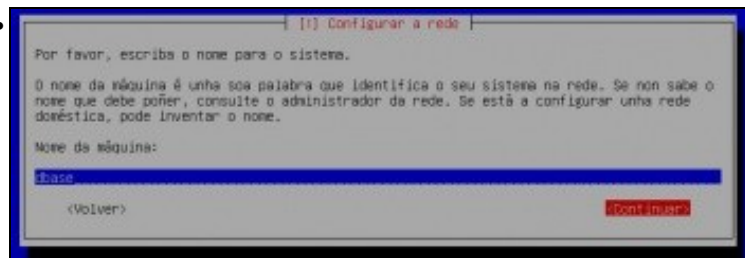 [!] Configurar a rede
Por favor, escriba o nome para o sistema.
O nome da máquina é unha soa palabra que identifica o seu sistema na rede. Se non sabe o
nome que debe poñer, consulte o administrador da rede. Se está a configurar unha rede
doméstica, pode inventar o nome.
Nome da máquina:
dbase
<Volver> <Continuar>